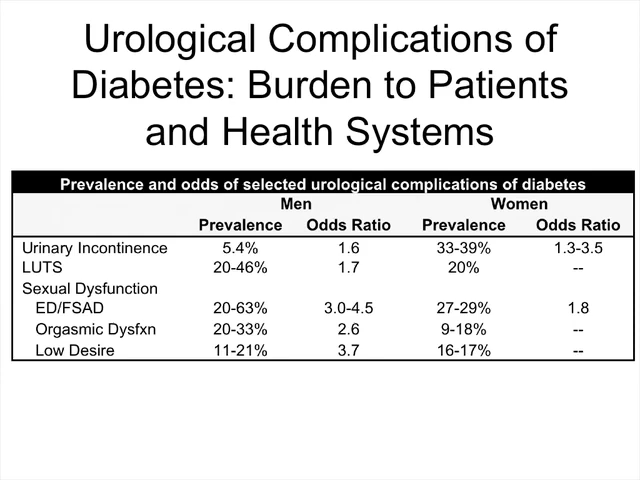 Urological Complications of
Diabetes: Burden to Patients
and Health Systems
Prevalence and odds of selected urological complications of diabetes
Men Women
Prevalence Odds Ratio Prevalence Odds Ratio
Urinary Incontinence 5.4% 1.6 33-39% 1.3-3.5
LUTS 20-46% 1.7 20% --
Sexual Dysfunction
ED/FSAD 20-63% 3.0-4.5 27-29% 1.8
Orgasmic Dysfxn 20-33% 2.6 9-18% --
Low Desire 11-21% 3.7 16-17% --